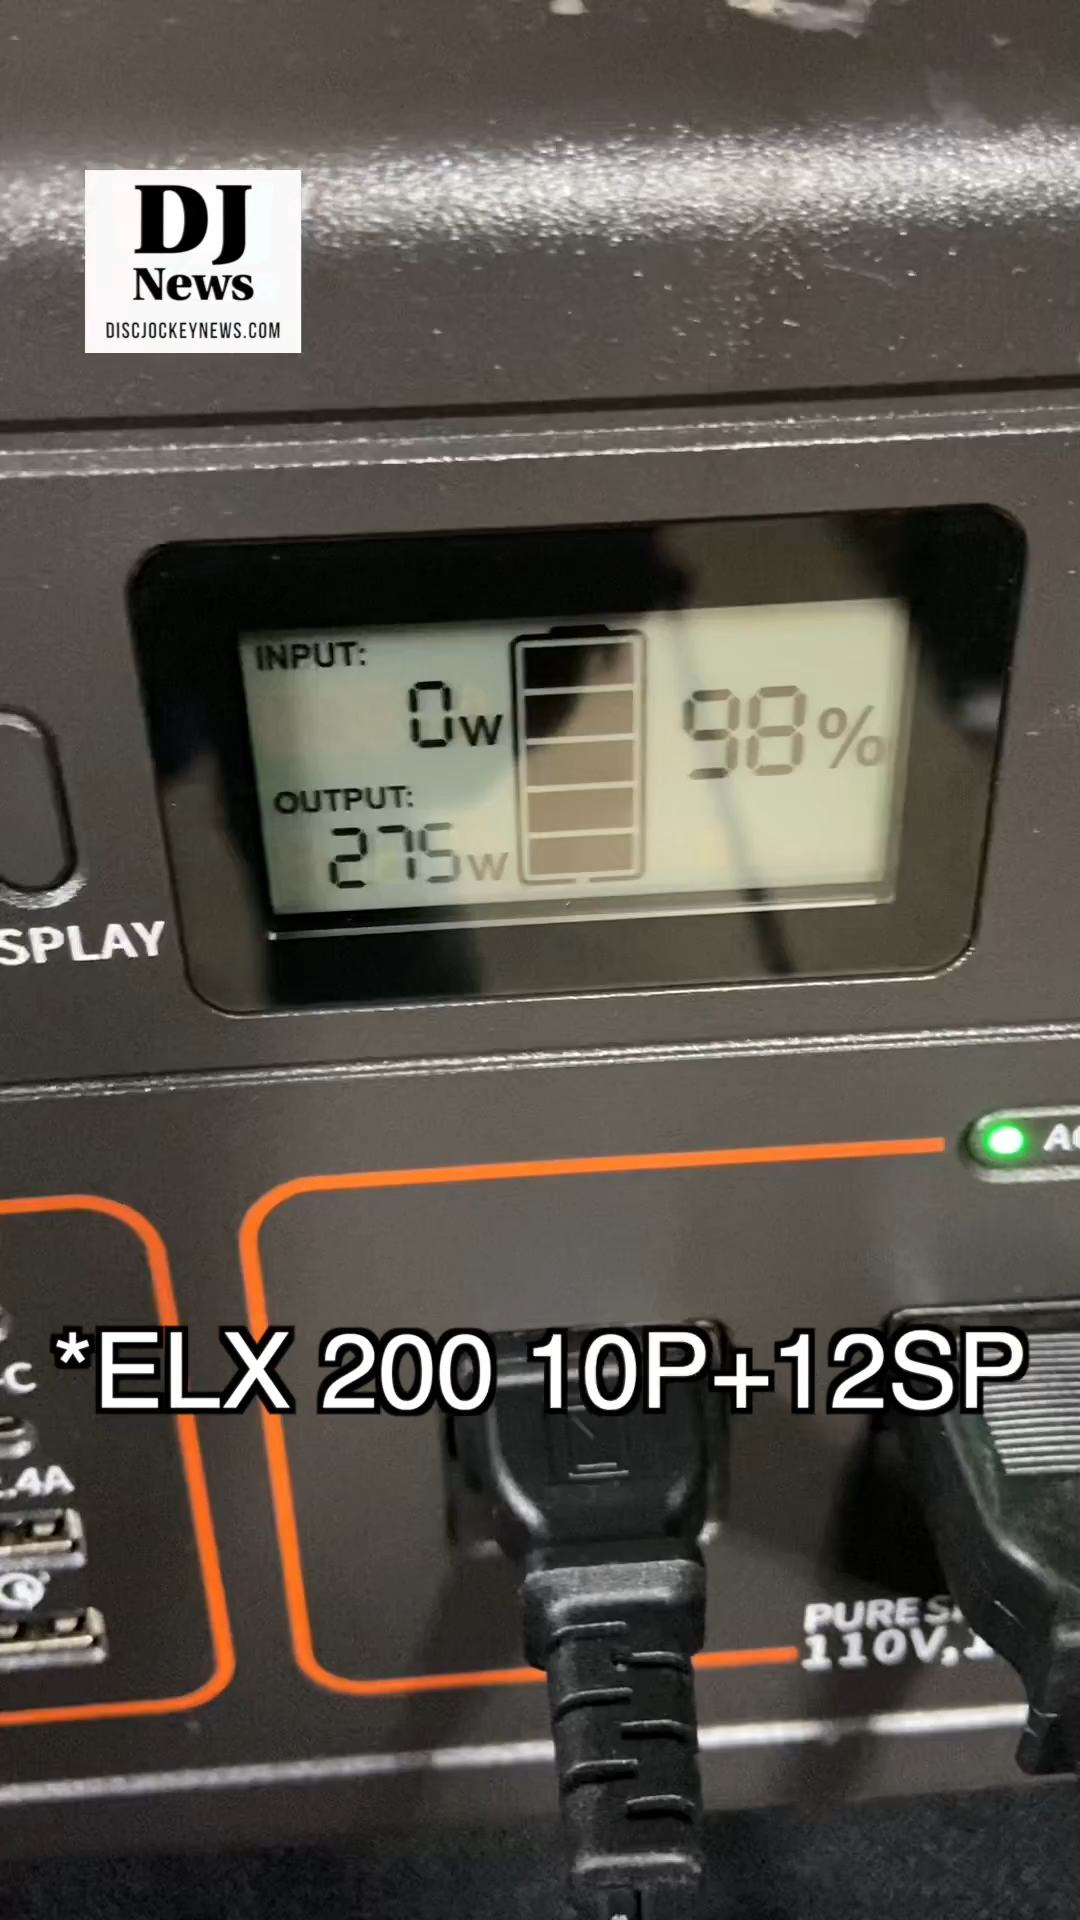 DJ
News
DISCJOCKEYNEWS.COM
INPUT:
0W
98%
OUTPUT:
275W
SPLAY
*ELX 200 10P+12SP
-C
.4A
PURE
110V,